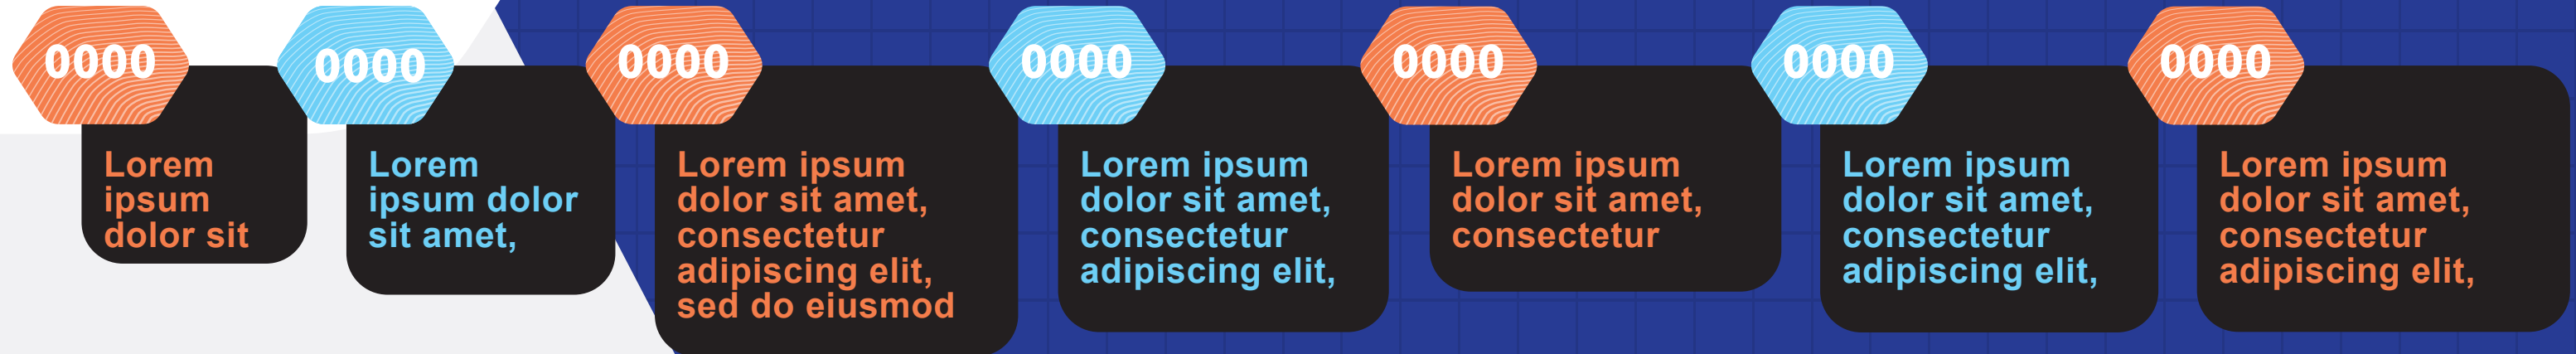 0000
Lorem
ipsum
dolor sit
0000
Lorem
ipsum dolor
sit amet,
0000
Lorem ipsum
dolor sit amet,
consectetur
adipiscing elit,
sed do eiusmod
0000
Lorem ipsum
dolor sit amet,
consectetur
adipiscing elit,
0000
Lorem ipsum
dolor sit amet,
consectetur
0000
Lorem ipsum
dolor sit amet,
consectetur
adipiscing elit,
0000
Lorem ipsum
dolor sit amet,
consectetur
adipiscing elit,